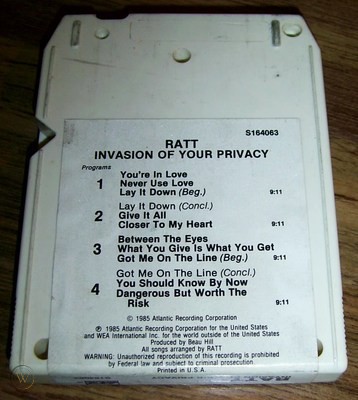 S164063
RATT
INVASION OF YOUR PRIVACY
Programs
1 You're In Love
Never Use Love
Lay It Down (Beg.) 9:11
2 Lay It Down (Concl.)
Give It All
Closer To My Heart 9:11
3 Between The Eyes
What You Give Is What You Get
Got Me On The Line (Beg.) 9:11
4 Got Me On The Line (Concl.)
You Should Know By Now
Dangerous But Worth The
Risk 9:11
© 1985 Atlantic Recording Corporation
℗ 1985 Atlantic Recording Corporation for the United States
and WEA International Inc. for the world outside of the United States
Produced by Beau Hill
All songs arranged by RATT
WARNING: Unauthorized reproduction of this recording is prohibited
by Federal law and subject to criminal prosecution.
Printed in U.S.A.